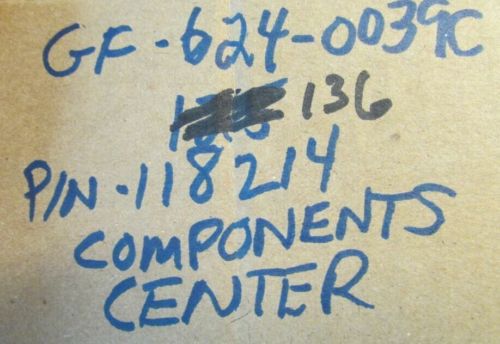 GF-624-0039C
136
P/N-118214
COMPONENTS
CENTER